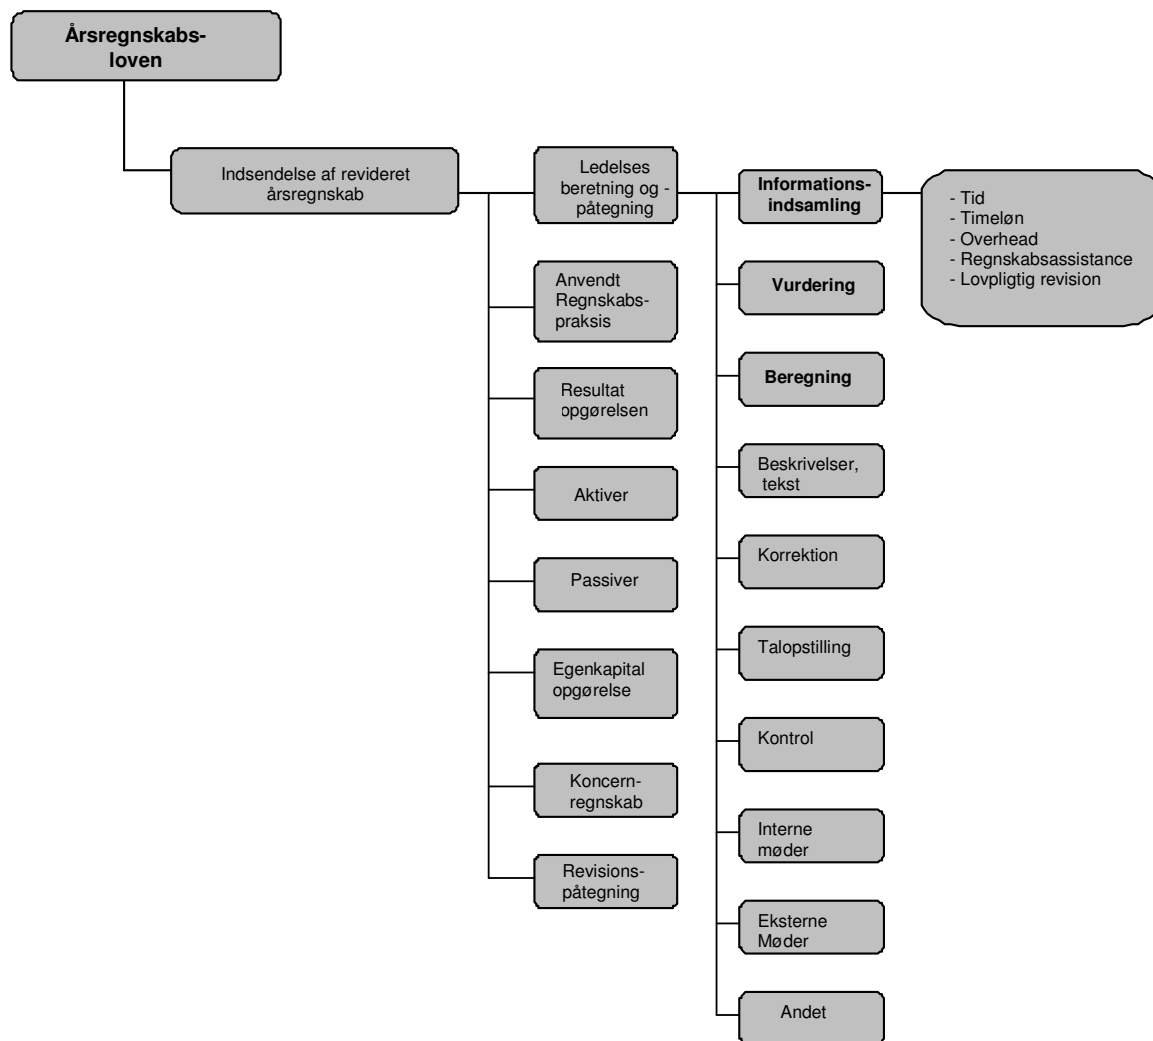 Årsregnskabs-
loven
Indsendelse af revideret
årsregnskab
Ledelses
beretning og -
påtegning
Anvendt
Regnskabs-
praksis
Resultat
opgørelsen
Aktiver
Passiver
Egenkapital
opgørelse
Koncern-
regnskab
Revisions-
påtegning
Informations-
indsamling
Vurdering
Beregning
Beskrivelser,
tekst
Korrektion
Talopstilling
Kontrol
Interne
møder
Eksterne
Møder
Andet
- Tid
- Timeløn
- Overhead
- Regnskabsassistance
- Lovpligtig revision